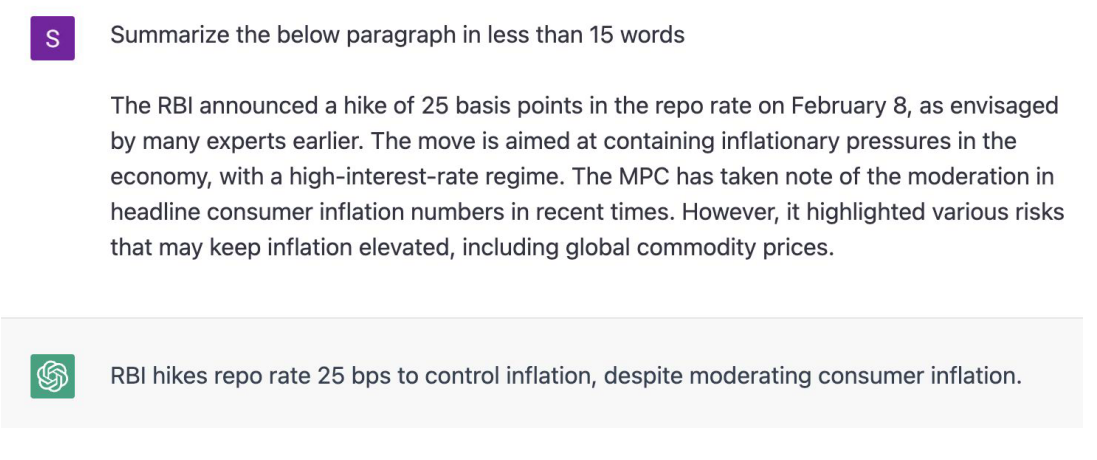 S
Summarize the below paragraph in less than 15 words
The RBI announced a hike of 25 basis points in the repo rate on February 8, as envisaged
by many experts earlier. The move is aimed at containing inflationary pressures in the
economy, with a high-interest-rate regime. The MPC has taken note of the moderation in
headline consumer inflation numbers in recent times. However, it highlighted various risks
that may keep inflation elevated, including global commodity prices.
RBI hikes repo rate 25 bps to control inflation, despite moderating consumer inflation.